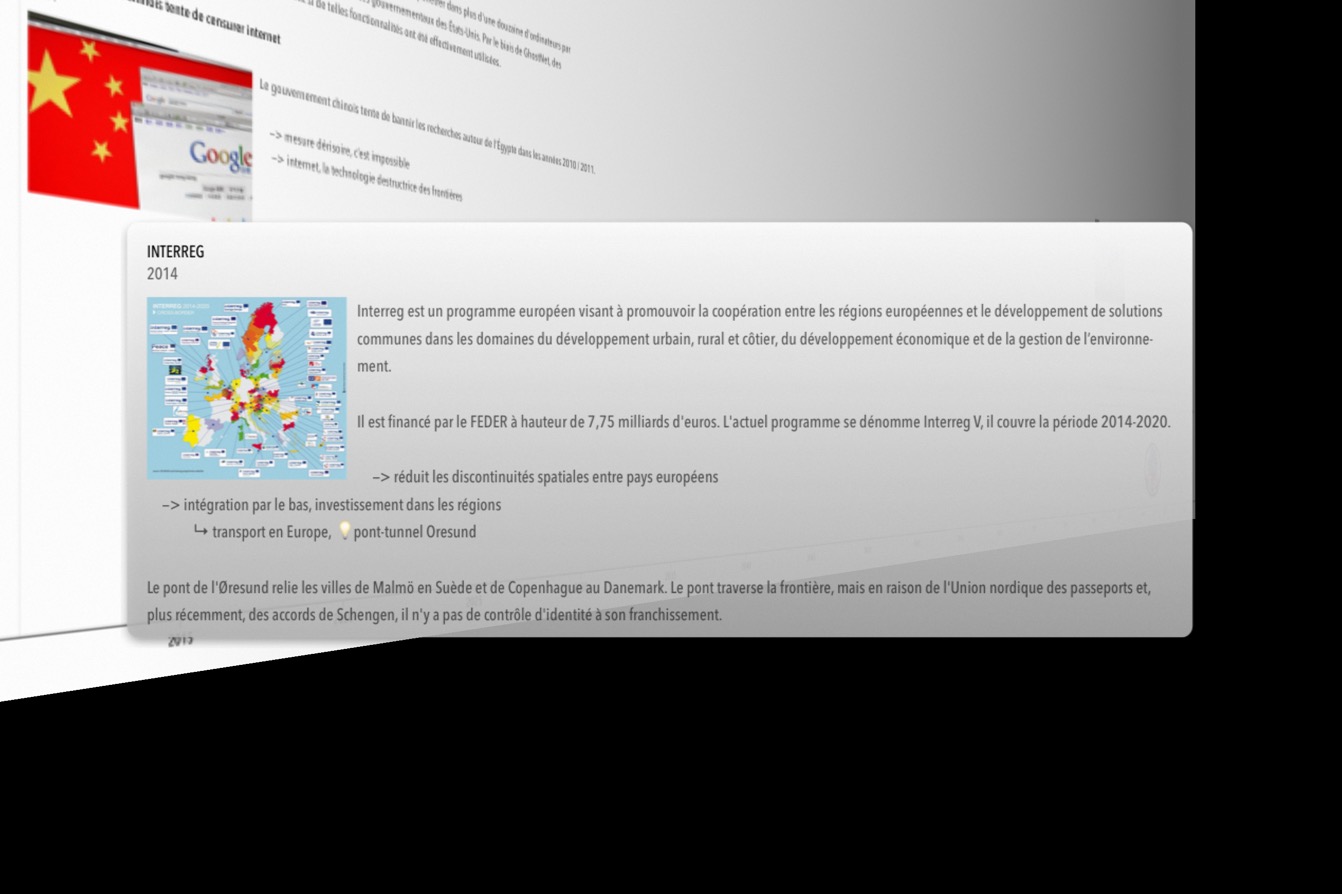 tente de censurer internet
dans plus d'une douzaine d'ordinateurs par
gouvernementaux des États-Unis. Par le biais de GhostNet, des
de telles fonctionnalités ont été effectivement utilisées.
Le gouvernement chinois tente de bannir les recherches autour de l'Égypte dans les années 2010 / 2011.
–> mesure dérisoire, c'est impossible
–> internet, la technologie destructrice des frontières
Google
Google
INTERREG
2014
INTERREG 2014-2020
Interreg est un programme européen visant à promouvoir la coopération entre les régions européennes et le développement de solutions
communes dans les domaines du développement urbain, rural et côtier, du développement économique et de la gestion de l'environne-
ment.
Il est financé par le FEDER à hauteur de 7,75 milliards d'euros. L'actuel programme se dénomme Interreg V, il couvre la période 2014-2020.
–> réduit les discontinuités spatiales entre pays européens
–> intégration par le bas, investissement dans les régions
↳ transport en Europe, 💡pont-tunnel Oresund
Le pont de l'Øresund relie les villes de Malmö en Suède et de Copenhague au Danemark. Le pont traverse la frontière, mais en raison de l'Union nordique des passeports et,
plus récemment, des accords de Schengen, il n'y a pas de contrôle d'identité à son franchissement.